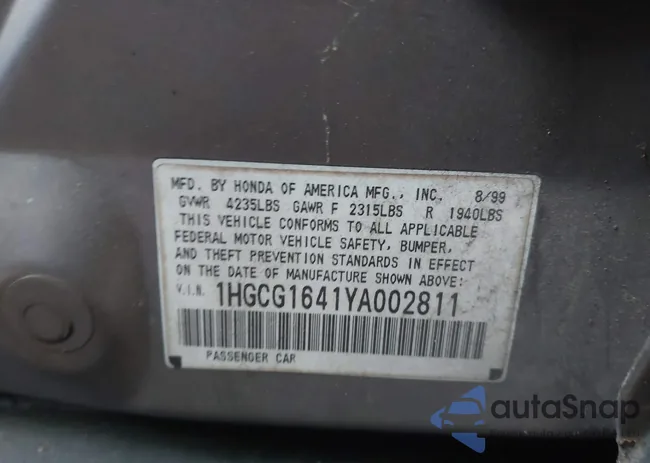 MFD. BY HONDA OF AMERICA MFG., INC. 8/99
GVWR 4235LBS GAWR F 2315LBS R 1940LBS
THIS VEHICLE CONFORMS TO ALL APPLICABLE
FEDERAL MOTOR VEHICLE SAFETY, BUMPER,
AND THEFT PREVENTION STANDARDS IN EFFECT
ON THE DATE OF MANUFACTURE SHOWN ABOVE:
V.I.N. 1HGCG1641YA002811
PASSENGER CAR
autaSnap